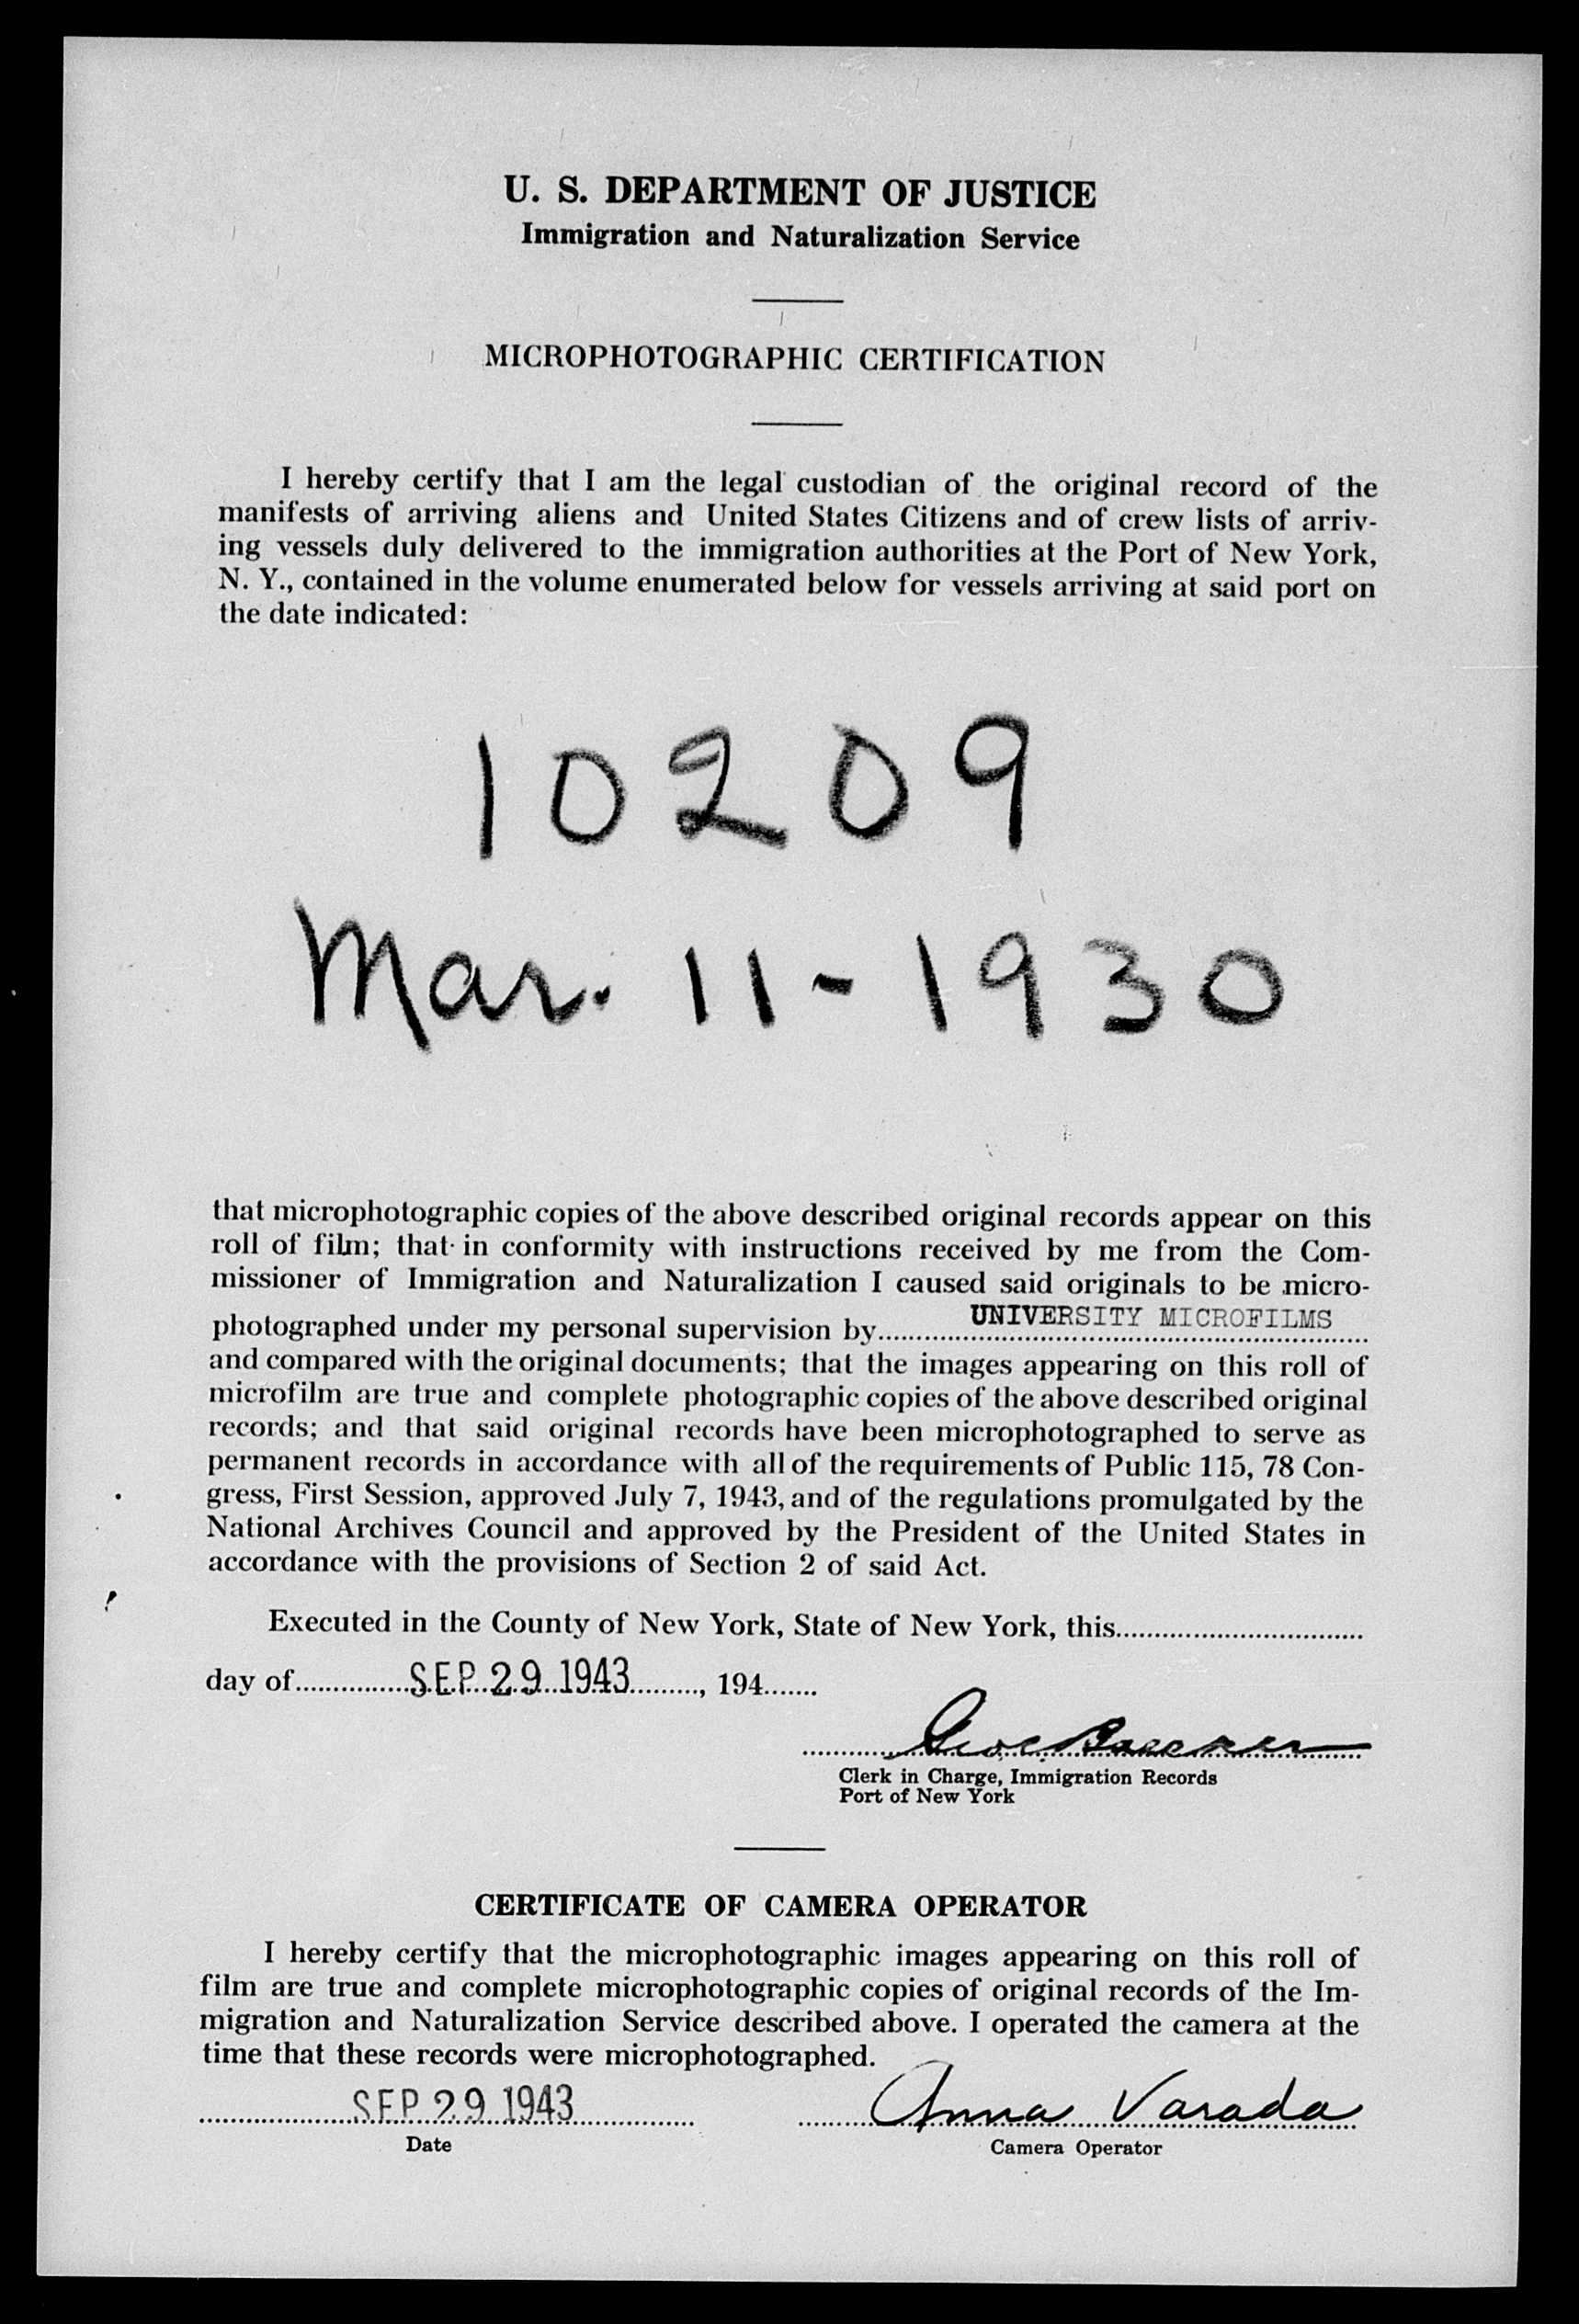 U. S. DEPARTMENT OF JUSTICE
Immigration and Naturalization Service
MICROPHOTOGRAPHIC CERTIFICATION
I hereby certify that I am the legal custodian of the original record of the
manifests of arriving aliens and United States Citizens and of crew lists of arriv-
ing vessels duly delivered to the immigration authorities at the Port of New York,
N. Y., contained in the volume enumerated below for vessels arriving at said port on
the date indicated:
10209
Mar. 11-1930
that microphotographic copies of the above described original records appear on this
roll of film; that in conformity with instructions received by me from the Com-
missioner of Immigration and Naturalization I caused said originals to be micro-
photographed under my personal supervision by UNIVERSITY MICROFILMS
and compared with the original documents; that the images appearing on this roll of
microfilm are true and complete photographic copies of the above described original
records; and that said original records have been microphotographed to serve as
permanent records in accordance with all of the requirements of Public 115, 78 Con-
gress, First Session, approved July 7, 1943, and of the regulations promulgated by the
National Archives Council and approved by the President of the United States in
accordance with the provisions of Section 2 of said Act.
Executed in the County of New York, State of New York, this
day of SEP 29 1943, 194
Clerk in Charge, Immigration Records
Port of New York
CERTIFICATE OF CAMERA OPERATOR
I hereby certify that the microphotographic images appearing on this roll of
film are true and complete microphotographic copies of original records of the Im-
migration and Naturalization Service described above. I operated the camera at the
time that these records were microphotographed.
SEP 29 1943 Anna Varada
Date Camera Operator